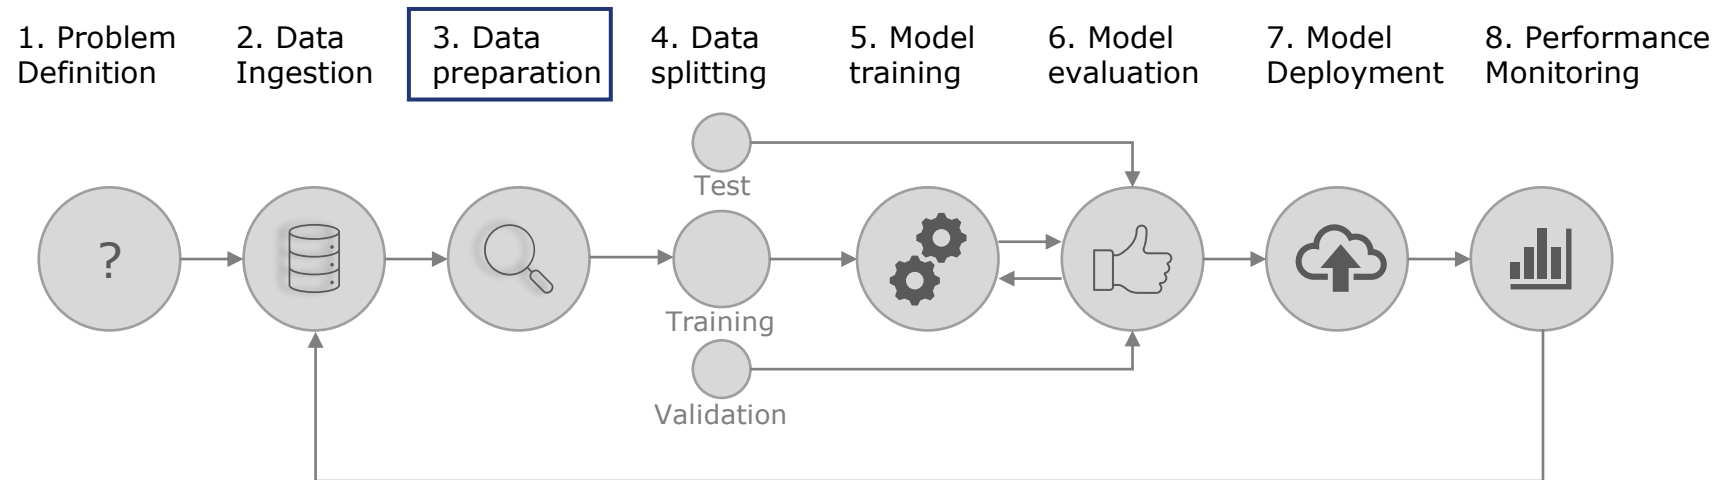 1. Problem
Definition
2. Data
Ingestion
3. Data
preparation
4. Data
splitting
5. Model
training
6. Model
evaluation
7. Model
Deployment
8. Performance
Monitoring
Test
?
Training
Validation